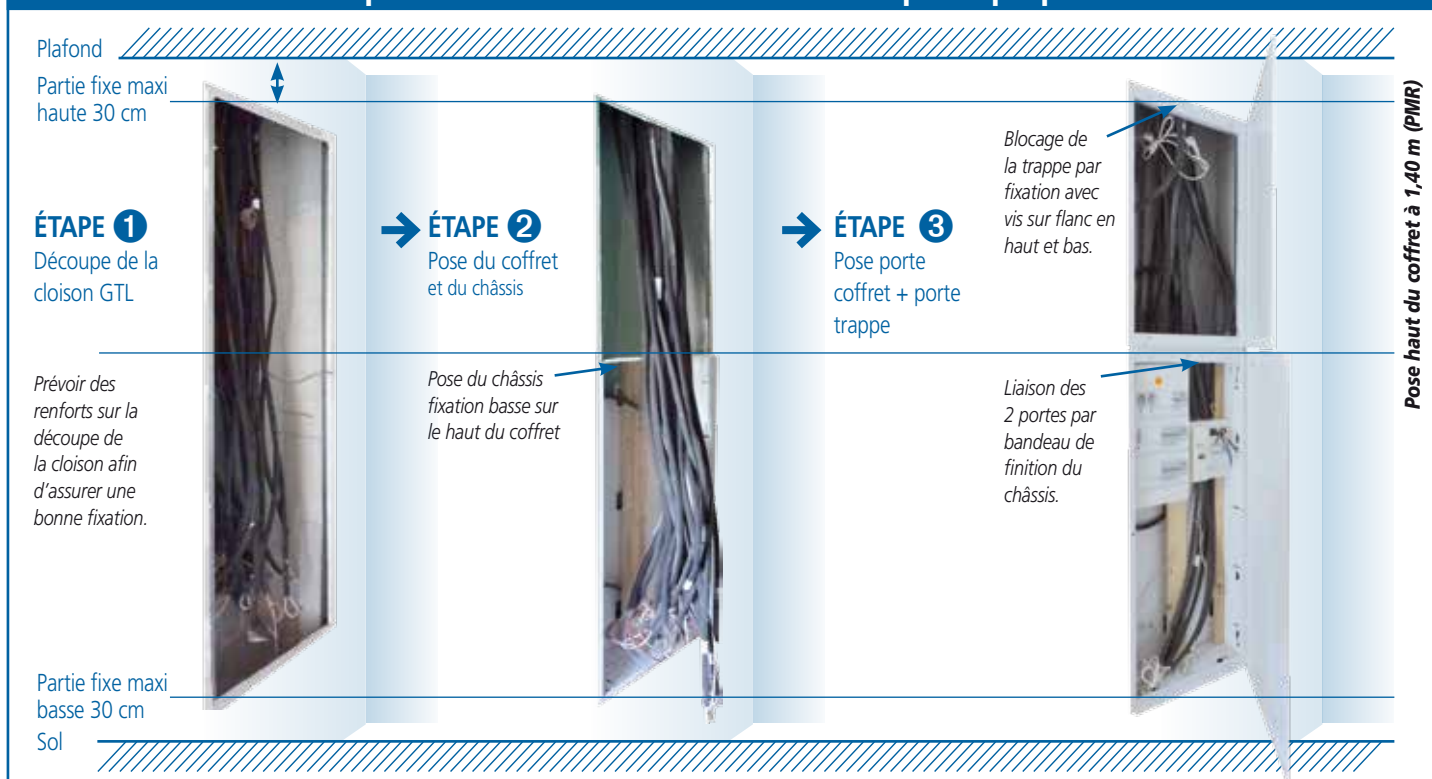 Plafond
Partie fixe maxi
haute 30 cm
ÉTAPE 1
Découpe de la
cloison GTL
Prévoir des
renforts sur la
découpe de
la cloison afin
d'assurer une
bonne fixation.
Partie fixe maxi
basse 30 cm
Sol
➔ ÉTAPE 2
Pose du coffret
et du châssis
Pose du châssis
fixation basse sur
le haut du coffret
➔ ÉTAPE 3
Pose porte
coffret + porte
trappe
Blocage de
la trappe par
fixation avec
vis sur flanc en
haut et bas.
Liaison des
2 portes par
bandeau de
finition du
châssis.
Pose haut du coffret à 1,40 m (PMR)